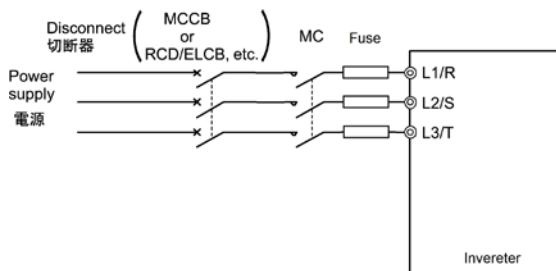 Disconnect
切断器
MCCB
or
RCD/ELCB, etc.
MC
Fuse
Power
supply
電源
L1/R
L2/S
L3/T
Invereter